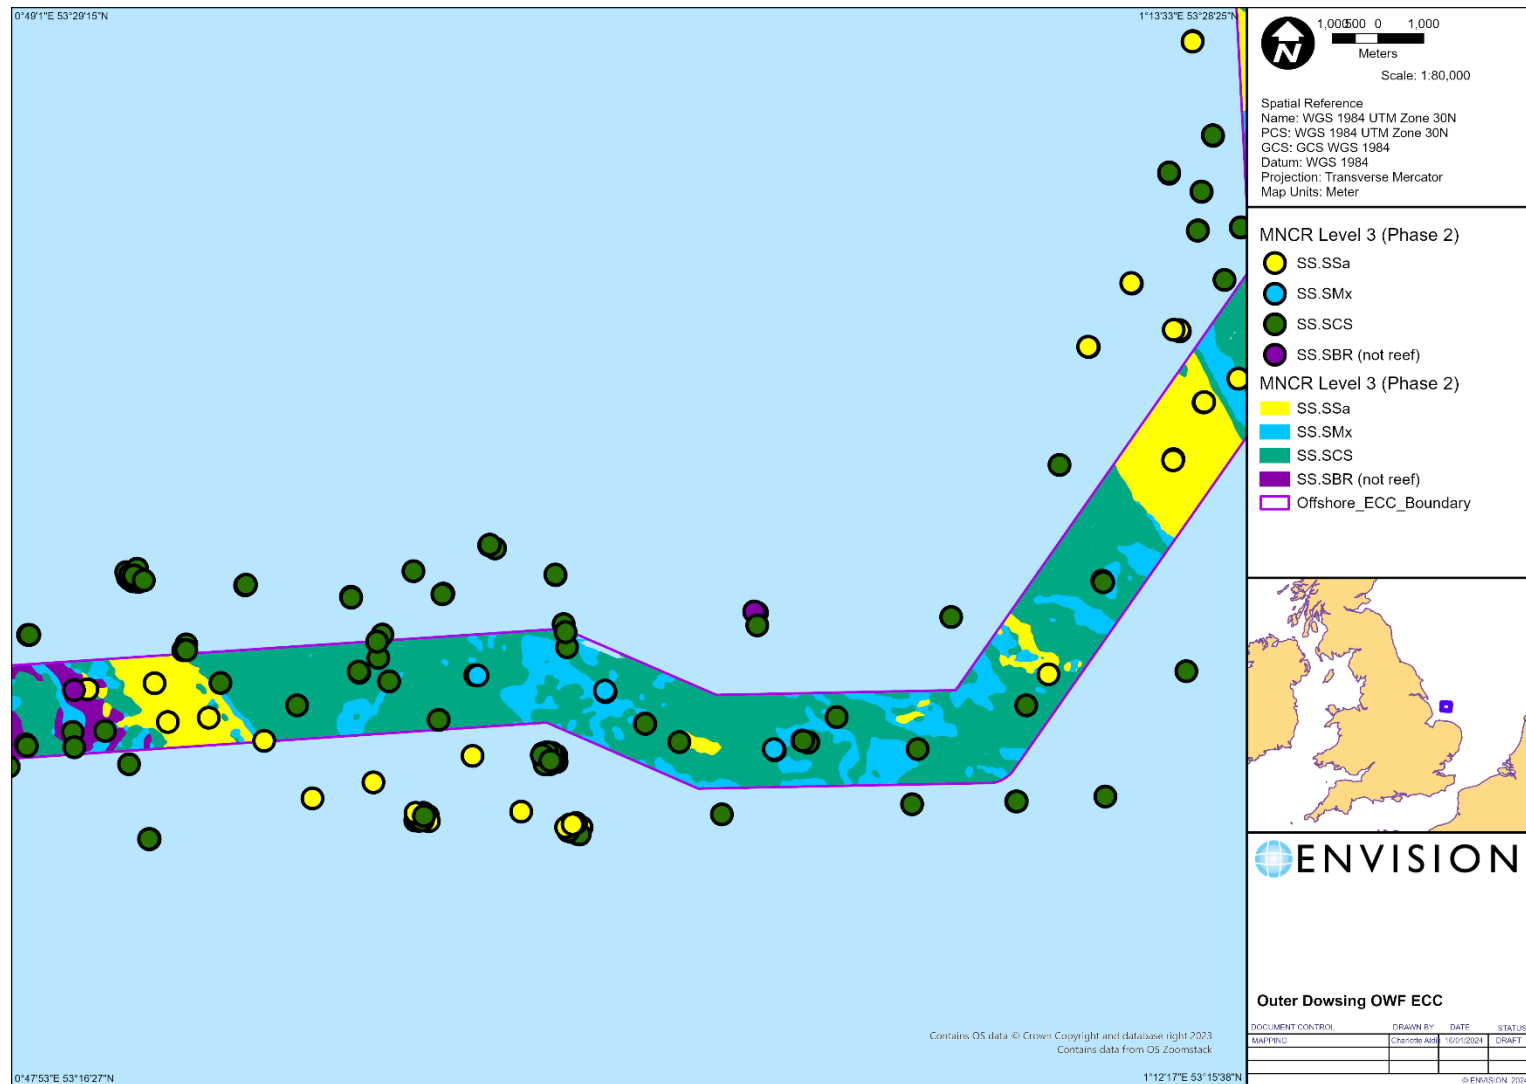 0°49'1"E 53°29'15"N
1°13'33"E 53°28'25"N
N
1,000 500 0 1,000
Meters
Scale: 1:80,000
Spatial Reference
Name: WGS 1984 UTM Zone 30N
PCS: WGS 1984 UTM Zone 30N
GCS: GCS WGS 1984
Datum: WGS 1984
Projection: Transverse Mercator
Map Units: Meter
MNCR Level 3 (Phase 2)
SS.SSa
SS.SMx
SS.SCS
SS.SBR (not reef)
MNCR Level 3 (Phase 2)
SS.SSa
SS.SMx
SS.SCS
SS.SBR (not reef)
Offshore_ECC_Boundary
ENVISION
Outer Dowsing OWF ECC
DOCUMENT CONTROL DRAWN BY DATE STATUS
MAPPING Charlotte 16/01/2024 DRAFT
© ENVISION 2024
Contains OS data © Crown Copyright and database right 2023
Contains data from OS Zoomstack
0°47'53"E 53°16'27"N
1°12'17"E 53°15'38"N